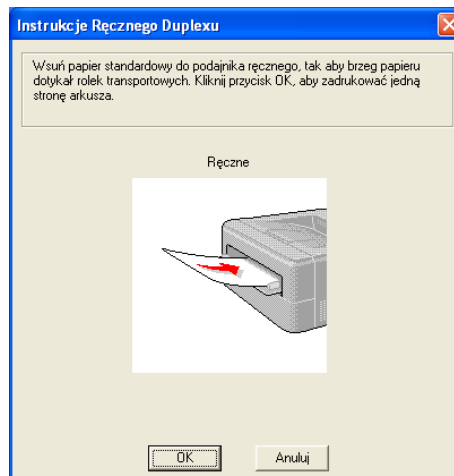 Instrukcje Ręcznego Duplexu
Wsuń papier standardowy do podajnika ręcznego, tak aby brzeg papieru
dotykał rolek transportowych. Kliknij przycisk OK, aby zadrukować jedną
stronę arkusza.
Ręczne
OK
Anuluj